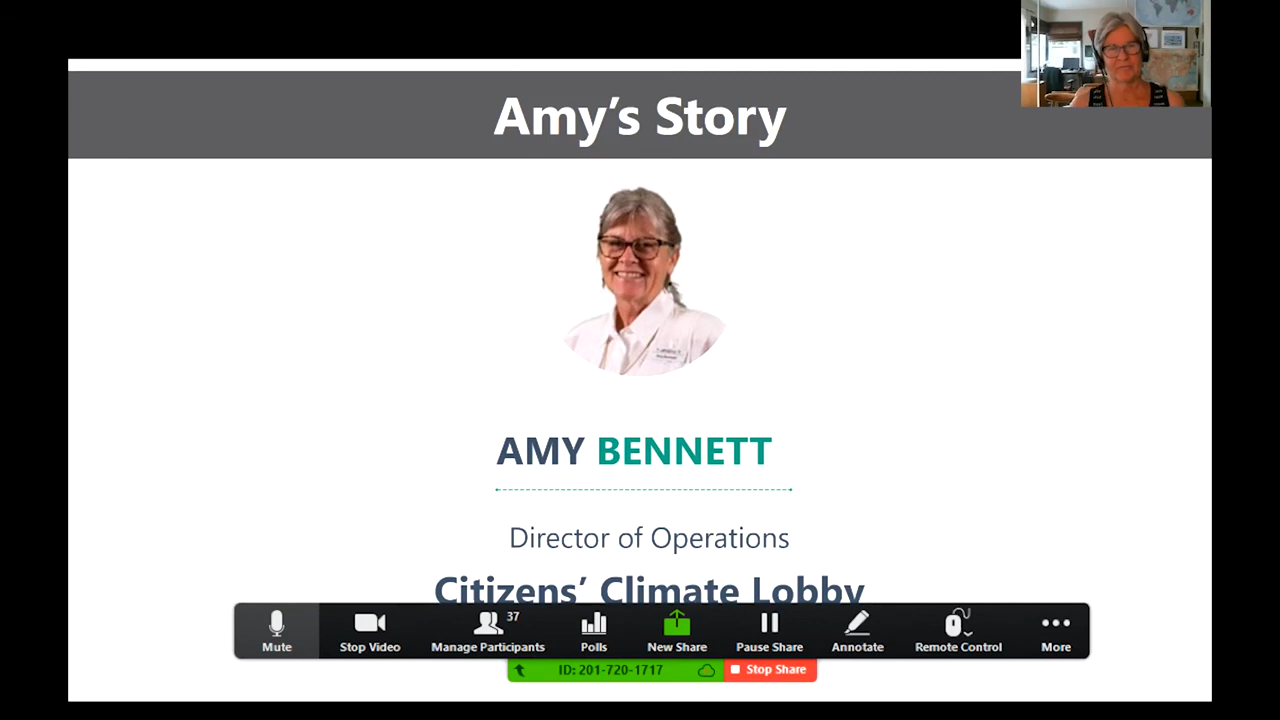 Amy's Story
AMY BENNETT
Director of Operations
Citizens' Climate Lobby
Mute
Stop Video
Manage Participants
37
Polls
New Share
Pause Share
Annotate
Remote Control
More
ID: 201-720-1717
Stop Share